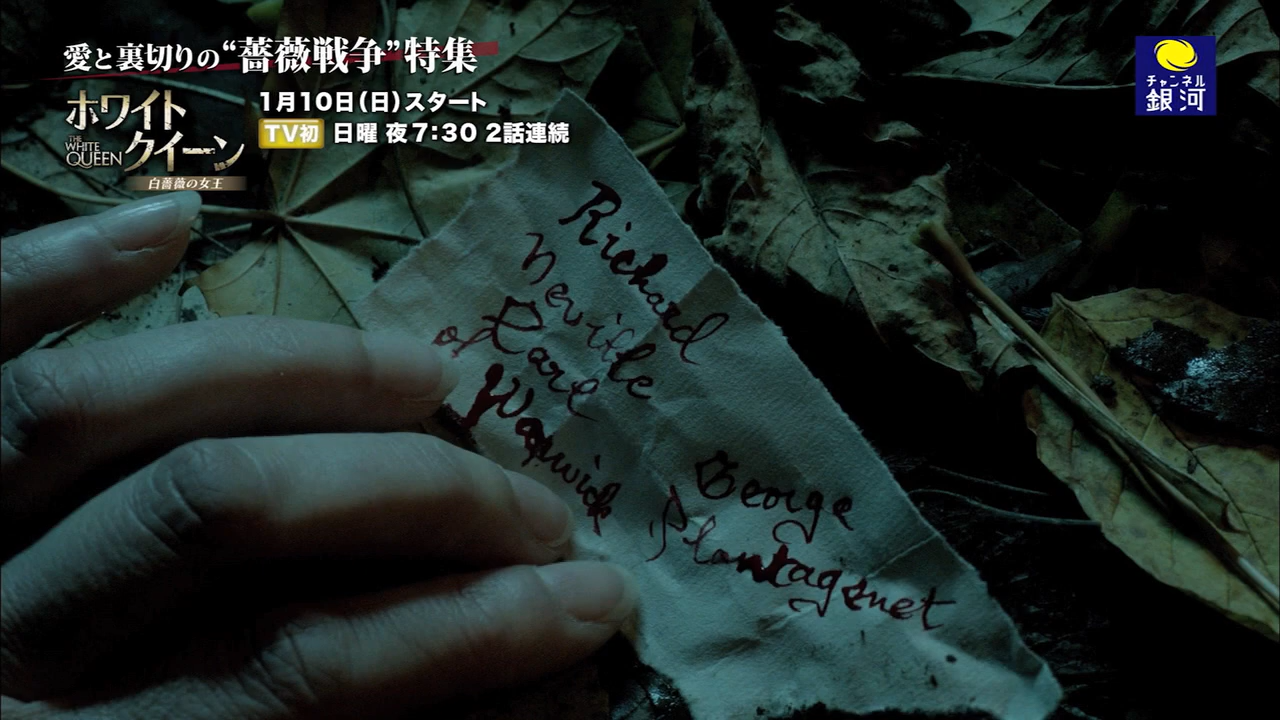 愛と裏切りの“薔薇戦争”特集
ホワイト
クイーン
THE
WHITE
QUEEN
白薔薇の女王
1月10日(日)スタート
TV初 日曜 夜7:30 2話連続
チャンネル
銀河
Richard
Neville
Earl
of
Warwick
George
Plantagenet